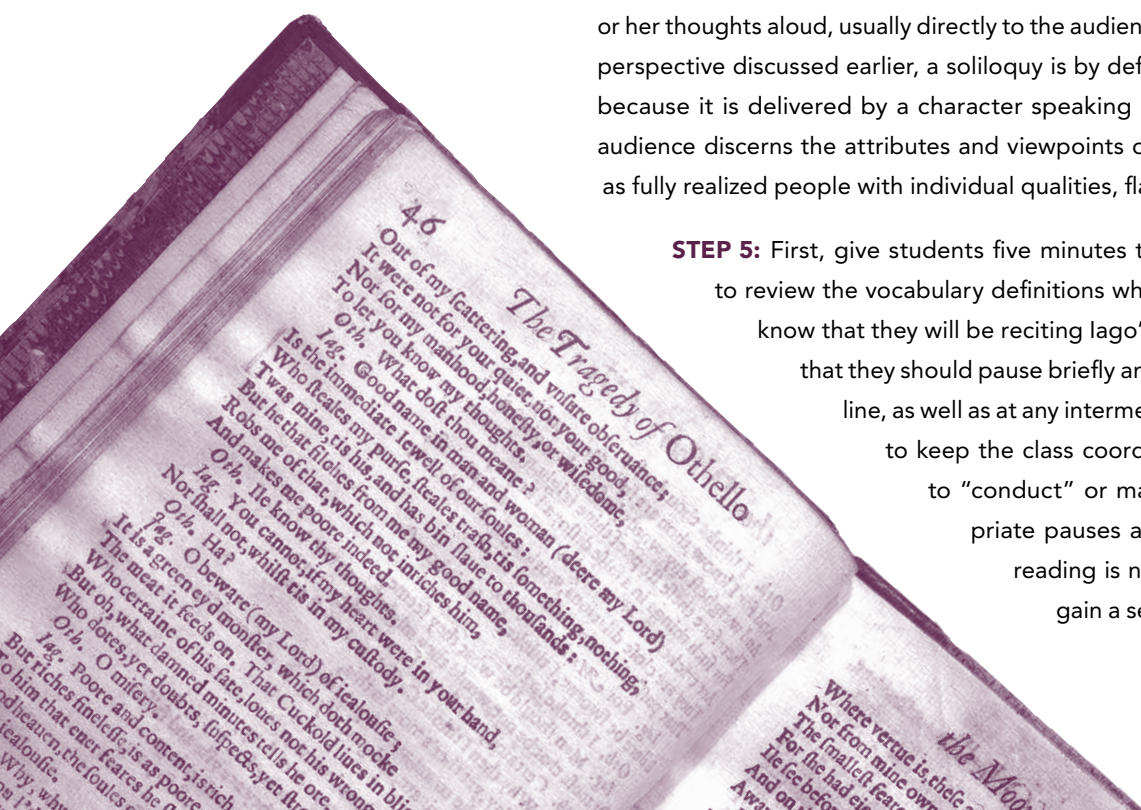 or her thoughts aloud, usually directly to the audien
perspective discussed earlier, a soliloquy is by def
because it is delivered by a character speaking
audience discerns the attributes and viewpoints o
as fully realized people with individual qualities, fla
STEP 5: First, give students five minutes t
to review the vocabulary definitions wh
know that they will be reciting Iago'
that they should pause briefly an
line, as well as at any interme
to keep the class coord
to “conduct” or ma
priate pauses a
reading is n
gain a se
46
The Tragedy of Othello
Out of my ſcattering, and vnſure obſeruance;
It were not for your quiet, nor your good,
Nor for my manhood, honeſty, or wiſedome,
To let you know my thoughts.
Oth. What doſt thou meane?
Iag. Good name in man and woman (deere my Lord)
Is the immediate Iewell of our ſoules:
Who ſteales my purſe, ſteales traſh, tis ſomething, nothing,
Twas mine, tis his, and has bin ſlaue to thouſands:
But he that filches from me my good name,
Robs me of that, which not inriches him,
And makes me poore indeed.
Oth. Ile know thy thoughts.
Iag. You cannot, if my heart were in your hand,
Nor ſhall not, whilſt tis in my cuſtody.
Oth. Ha?
Iag. O beware (my Lord) of iealouſie;
It is a green eyd monſter, which doth mocke
The meat it feeds on. That Cuckold liues in bli
Who certaine of his fate, loues not his wrong
But oh, what damned minutes tells he ore
Who dotes, yet doubts, ſuſpects, yet
Oth. O miſery.
Iag. Poore and content, is rich
But riches fineleſſe, is as poore
To him that euer feares he
heauen, the ſoules
iealouſie,
Why, why
the Mo
Where vertue is, theſe
Nor from mine own
The ſmalleſt feare
For ſhe had
Ile ſee before
And on
Awa